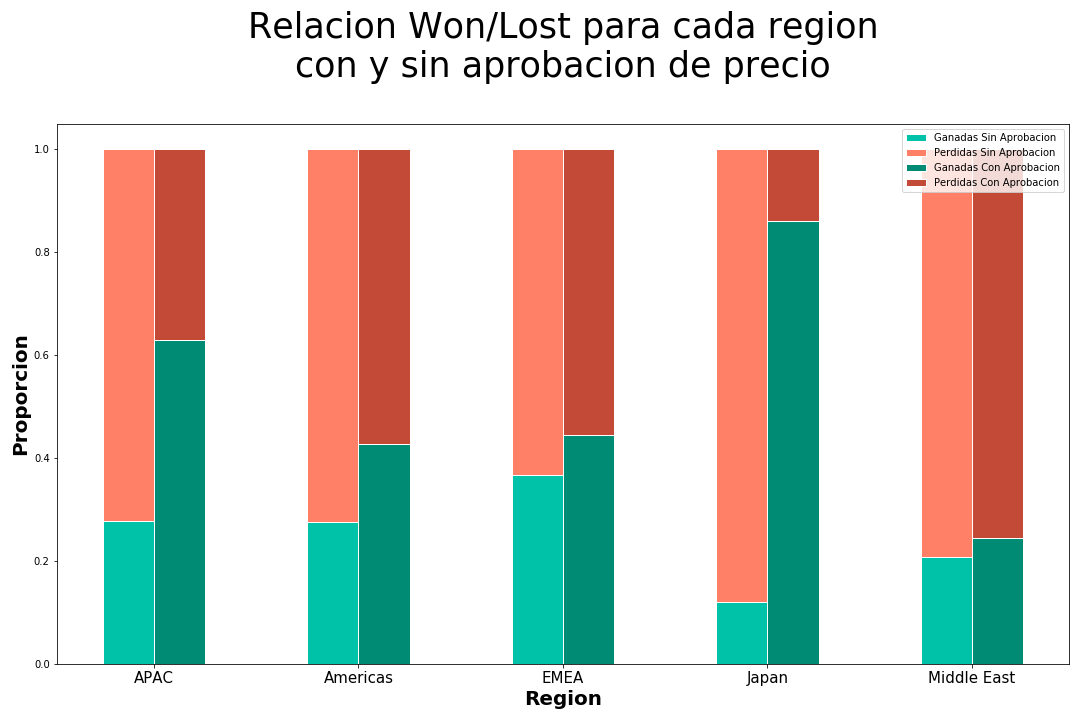 Relacion Won/Lost para cada region
con y sin aprobacion de precio
Ganadas Sin Aprobacion
Perdidas Sin Aprobacion
Ganadas Con Aprobacion
Perdidas Con Aprobacion
Proporcion
1.0
0.8
0.6
0.4
0.2
0.0
APAC
Americas
EMEA
Japan
Middle East
Region